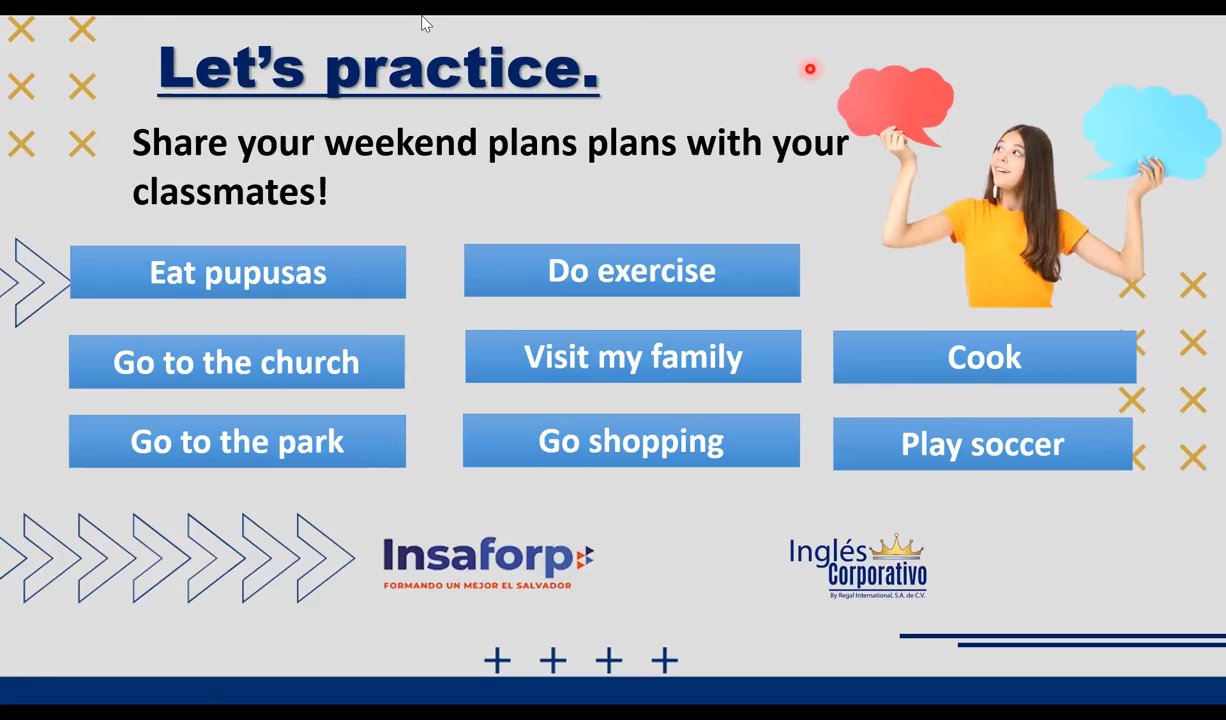 Let's practice.
Share your weekend plans plans with your
classmates!
Eat pupusas
Do exercise
Go to the church
Visit my family
Cook
Go to the park
Go shopping
Play soccer
Insaforp
FORMANDO UN MEJOR EL SALVADOR
Inglés
Corporativo
By Regal International, S.A. de C.V.